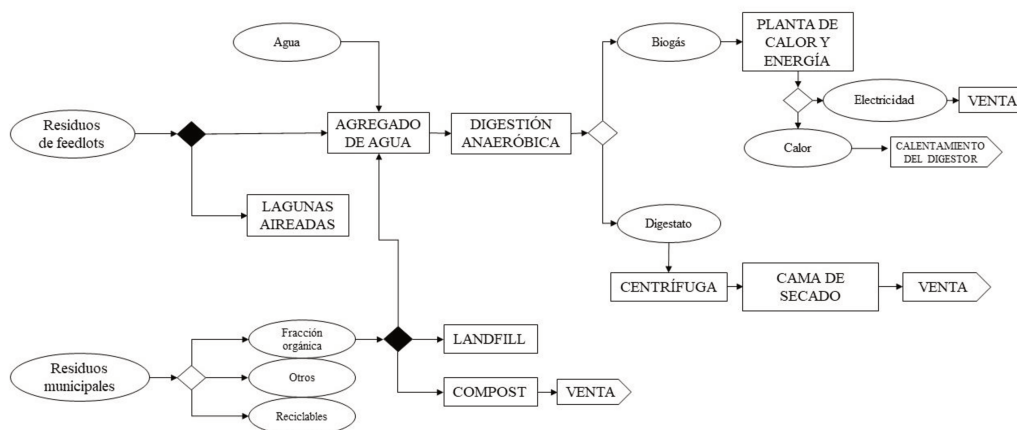 Agua
Biogás
PLANTA DE
CALOR Y
ENERGÍA
Electricidad
VENTA
Residuos
de feedlots
AGREGADO
DE AGUA
DIGESTIÓN
ANAERÓBICA
Calor
CALENTAMIENTO
DEL DIGESTOR
LAGUNAS
AIREADAS
Digestato
CENTRÍFUGA
CAMA DE
SECADO
VENTA
Residuos
municipales
Fracción
orgánica
Otros
Reciclables
LANDFILL
COMPOST
VENTA